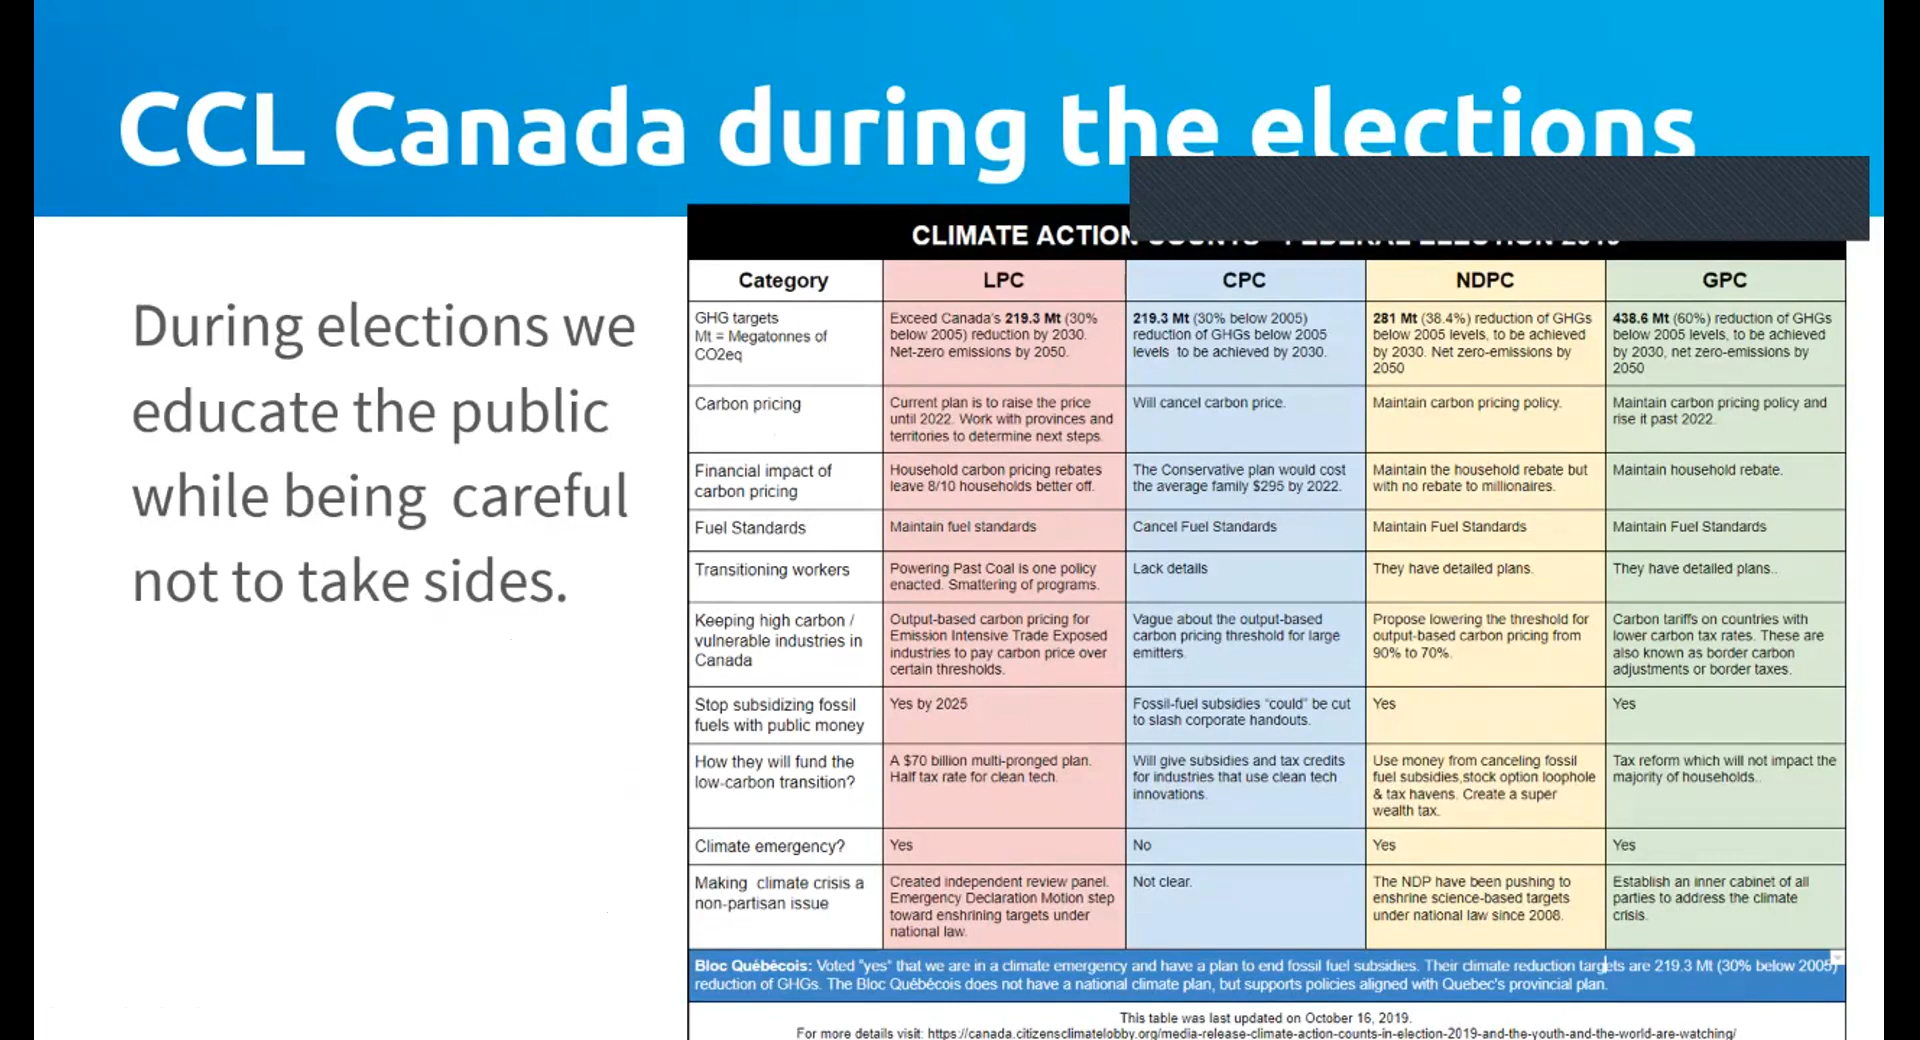 CCL Canada during the elections
During elections we
educate the public
while being careful
not to take sides.
CLIMATE ACTION COUNTS - FEDERAL ELECTION 2019
Category LPC CPC NDPC GPC
GHG targets
Mt = Megatonnes of
CO2eq
Exceed Canada's 219.3 Mt (30%
below 2005) reduction by 2030.
Net-zero emissions by 2050.
219.3 Mt (30% below 2005)
reduction of GHGs below 2005
levels to be achieved by 2030.
281 Mt (38.4%) reduction of GHGs
below 2005 levels, to be achieved
by 2030. Net zero-emissions by
2050
438.6 Mt (60%) reduction of GHGs
below 2005 levels, to be achieved
by 2030, net zero-emissions by
2050
Carbon pricing
Current plan is to raise the price
until 2022. Work with provinces and
territories to determine next steps.
Will cancel carbon price.
Maintain carbon pricing policy.
Maintain carbon pricing policy and
rise it past 2022.
Financial impact of
carbon pricing
Household carbon pricing rebates
leave 8/10 households better off.
The Conservative plan would cost
the average family $295 by 2022.
Maintain the household rebate but
with no rebate to millionaires.
Maintain household rebate.
Fuel Standards
Maintain fuel standards
Cancel Fuel Standards
Maintain Fuel Standards
Maintain Fuel Standards
Transitioning workers
Powering Past Coal is one policy
enacted. Smattering of programs.
Lack details
They have detailed plans.
They have detailed plans..
Keeping high carbon /
vulnerable industries in
Canada
Output-based carbon pricing for
Emission Intensive Trade Exposed
industries to pay carbon price over
certain thresholds.
Vague about the output-based
carbon pricing threshold for large
emitters.
Propose lowering the threshold for
output-based carbon pricing from
90% to 70%.
Carbon tariffs on countries with
lower carbon tax rates. These are
also known as border carbon
adjustments or border taxes.
Stop subsidizing fossil
fuels with public money
Yes by 2025
Fossil-fuel subsidies "could" be cut
to slash corporate handouts.
Yes
Yes
How they will fund the
low-carbon transition?
A $70 billion multi-pronged plan.
Half tax rate for clean tech.
Will give subsidies and tax credits
for industries that use clean tech
innovations.
Use money from canceling fossil
fuel subsidies,stock option loophole
& tax havens. Create a super
wealth tax.
Tax reform which will not impact the
majority of households..
Climate emergency?
Yes
No
Yes
Yes
Making climate crisis a
non-partisan issue
Created independent review panel.
Emergency Declaration Motion step
toward enshrining targets under
national law.
Not clear.
The NDP have been pushing to
enshrine science-based targets
under national law since 2008.
Establish an inner cabinet of all
parties to address the climate
crisis.
Bloc Québécois: Voted "yes" that we are in a climate emergency and have a plan to end fossil fuel subsidies. Their climate reduction targets are 219.3 Mt (30% below 2005)
reduction of GHGs. The Bloc Québécois does not have a national climate plan, but supports policies aligned with Quebec's provincial plan.
This table was last updated on October 16, 2019.
For more details visit: https://canada.citizensclimatelobby.org/media-release-climate-action-counts-in-election-2019-and-the-youth-and-the-world-are-watching/